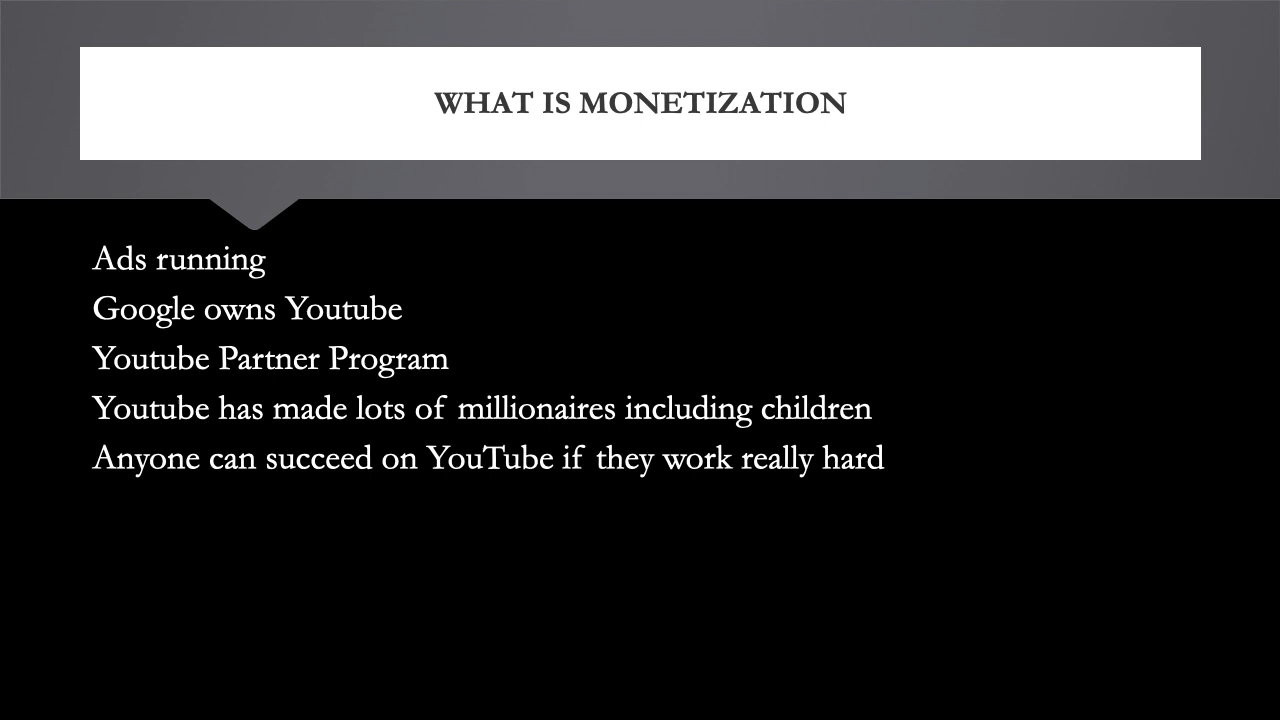 WHAT IS MONETIZATION
Ads running
Google owns Youtube
Youtube Partner Program
Youtube has made lots of millionaires including children
Anyone can succeed on YouTube if they work really hard